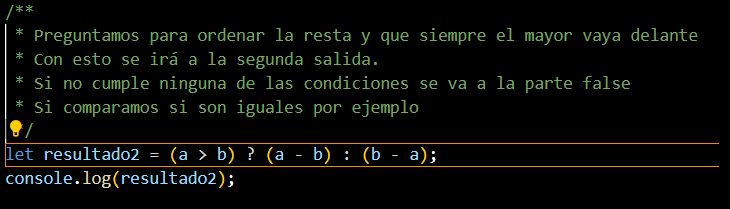 /**
* Preguntamos para ordenar la resta y que siempre el mayor vaya delante
* Con esto se irá a la segunda salida.
* Si no cumple ninguna de las condiciones se va a la parte false
* Si comparamos si son iguales por ejemplo
/
let resultado2 = (a > b) ? (a - b) : (b - a);
console.log(resultado2);